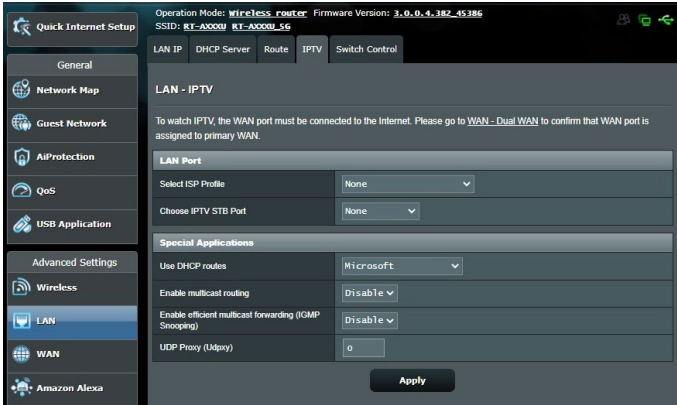 Quick Internet Setup
General
Network Map
Guest Network
AiProtection
QoS
USB Application
Advanced Settings
Wireless
LAN
WAN
Amazon Alexa
Operation Mode: Wireless router Firmware Version: 3.0.0.4.382_45386
SSID: RT-AXXXU RT-AXXXU_5G
LAN IP DHCP Server Route IPTV Switch Control
LAN - IPTV
To watch IPTV, the WAN port must be connected to the Internet. Please go to WAN - Dual WAN to confirm that WAN port is
assigned to primary WAN.
LAN Port
Select ISP Profile None
Choose IPTV STB Port None
Special Applications
Use DHCP routes Microsoft
Enable multicast routing Disable
Enable efficient multicast forwarding (IGMP
Snooping) Disable
UDP Proxy (Udpxy) 0
Apply